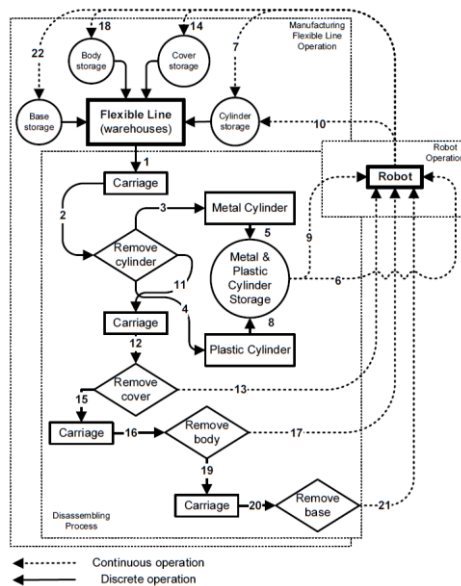 18
14
Manufacturing
Flexible Line
Operation
7
22
Body
storage
Cover
storage
Base
storage
Flexible Line
(warehouses)
Cylinder
storage
10
Robot
Operation
1
Robot
Carriage
2
3
Metal Cylinder
5
9
Remove
cylinder
Metal &
Plastic
Cylinder
Storage
6
11
4
8
Carriage
12
Plastic Cylinder
Remove
cover
13
15
Carriage
16
Remove
body
17
19
Carriage
20
Remove
base
21
Disassembling
Process
Continuous operation
Discrete operation